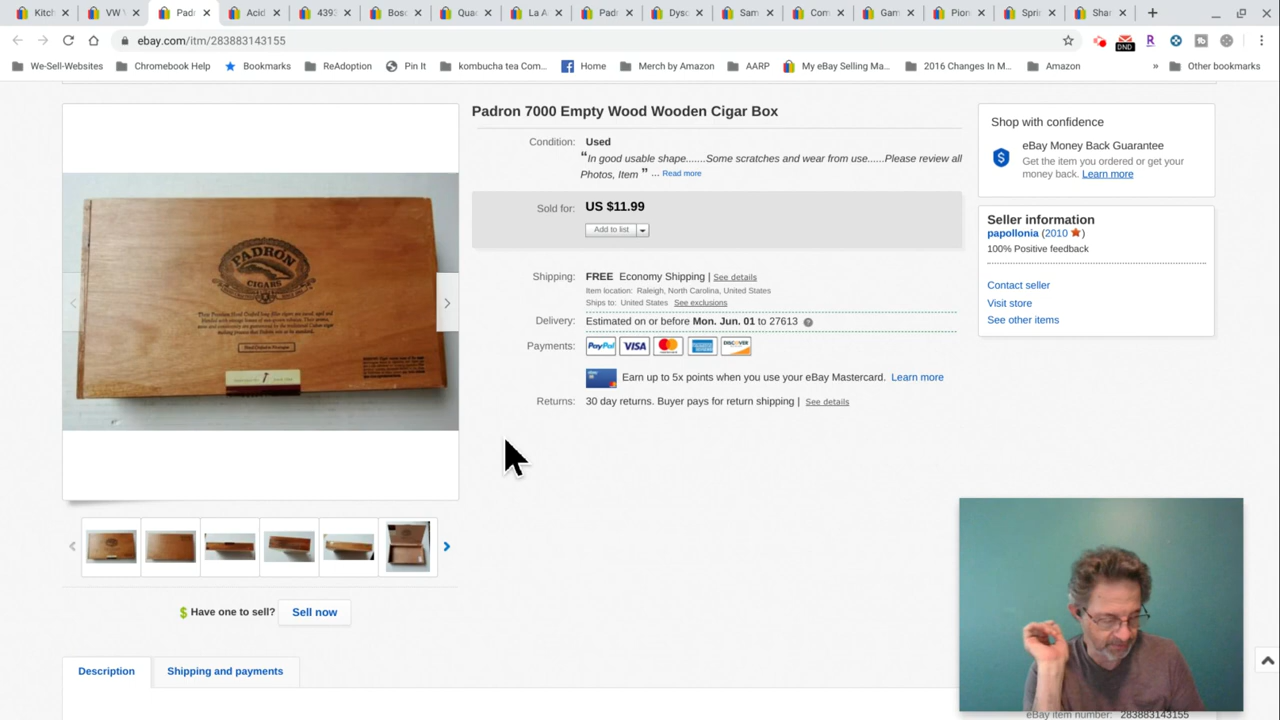 Kitch
VW V
Padr
Acid
439
Bose
Quad
La A
Padr
Dyso
Sam
Com
Gam
Pion
Sprin
Shar
ebay.com/itm/283883143155
DND
R
We-Sell-Websites
Chromebook Help
Bookmarks
ReAdoption
Pin It
kombucha tea Com...
Home
Merch by Amazon
AARP
My eBay Selling Ma...
2016 Changes In M...
Amazon
»
Other bookmarks
Padron 7000 Empty Wood Wooden Cigar Box
Condition: Used
“In good usable shape.......Some scratches and wear from use......Please review all
Photos, Item ” ... Read more
Sold for: US $11.99
Add to list
Shipping: FREE Economy Shipping | See details
Item location: Raleigh, North Carolina, United States
Ships to: United States See exclusions
Delivery: Estimated on or before Mon. Jun. 01 to 27613
Payments: PayPal VISA DISCOVER
Earn up to 5x points when you use your eBay Mastercard. Learn more
Returns: 30 day returns. Buyer pays for return shipping | See details
Shop with confidence
eBay Money Back Guarantee
Get the item you ordered or get your
money back. Learn more
Seller information
papollonia (2010)
100% Positive feedback
Contact seller
Visit store
See other items
PADRON
CIGARS
$ Have one to sell? Sell now
Description
Shipping and payments
eBay item number: 283883143155